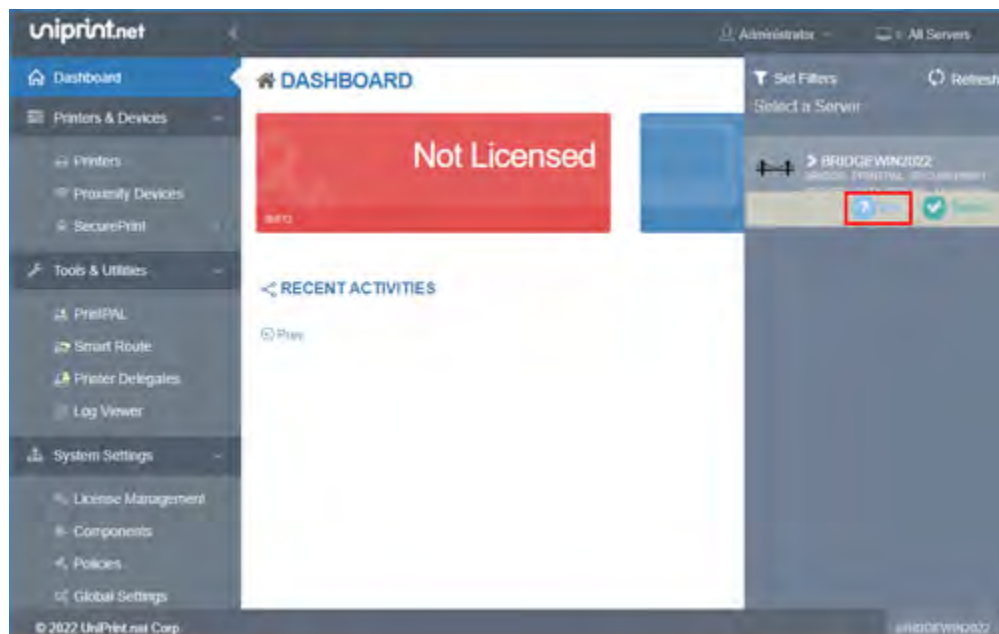 uniprint.net
Administrator
All Servers
Dashboard
Printers & Devices
Printers
Proximity Devices
SecurePrint
Tools & Utilities
PrintPAL
Smart Route
Printer Delegates
Log Viewer
System Settings
License Management
Components
Policies
Global Settings
DASHBOARD
Not Licensed
INFO
RECENT ACTIVITIES
Prev
Set Filters
Refresh
Select a Server
BRIDGEWIN2022
© 2022 UniPrint.net Corp
BRIDGEWIN2022